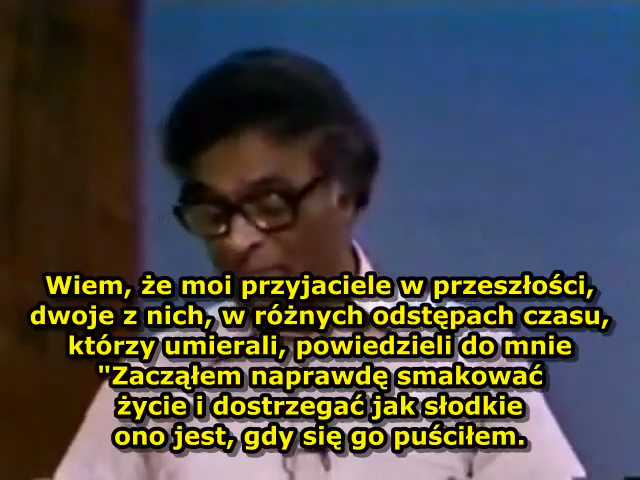 Wiem, że moi przyjaciele w przeszłości,
dwoje z nich, w różnych odstępach czasu,
którzy umierali, powiedzieli do mnie
"Zacząłem naprawdę smakować
życie i dostrzegać jak słodkie
ono jest, gdy się go puściłem.